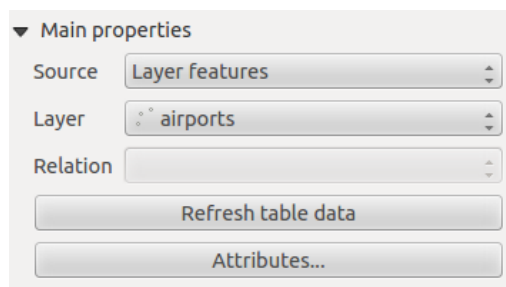 Main properties
Source Layer features
Layer airports
Relation
Refresh table data
Attributes...